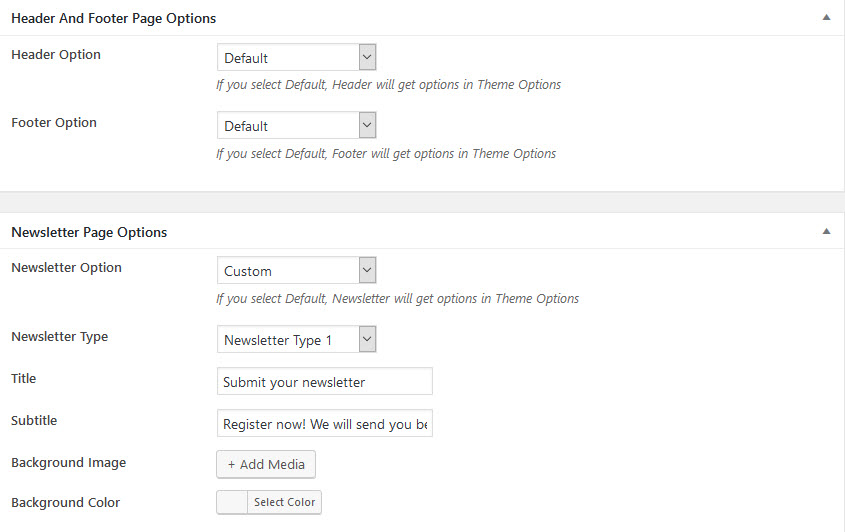 Header And Footer Page Options
Header Option
Default
If you select Default, Header will get options in Theme Options
Footer Option
Default
If you select Default, Footer will get options in Theme Options
Newsletter Page Options
Newsletter Option
Custom
If you select Default, Newsletter will get options in Theme Options
Newsletter Type
Newsletter Type 1
Title
Submit your newsletter
Subtitle
Register now! We will send you be
Background Image
+ Add Media
Background Color
Select Color